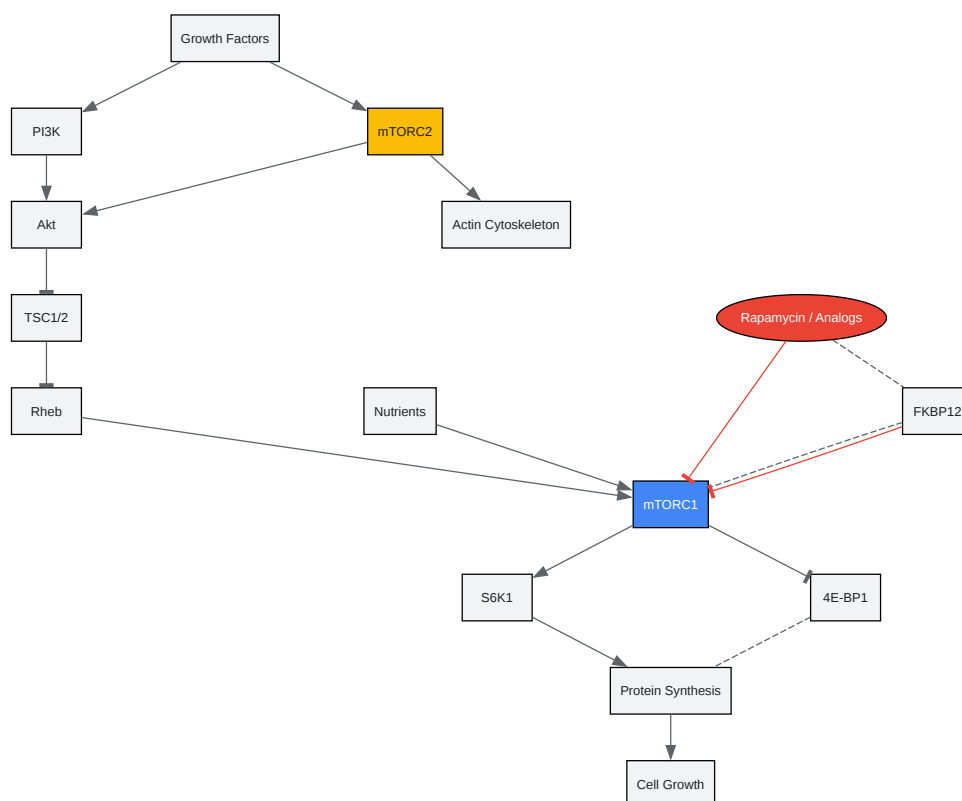 Growth Factors
PI3K
mTORC2
Akt
Actin Cytoskeleton
TSC1/2
Rapamycin / Analogs
Rheb
Nutrients
FKBP12
mTORC1
S6K1
4E-BP1
Protein Synthesis
Cell Growth